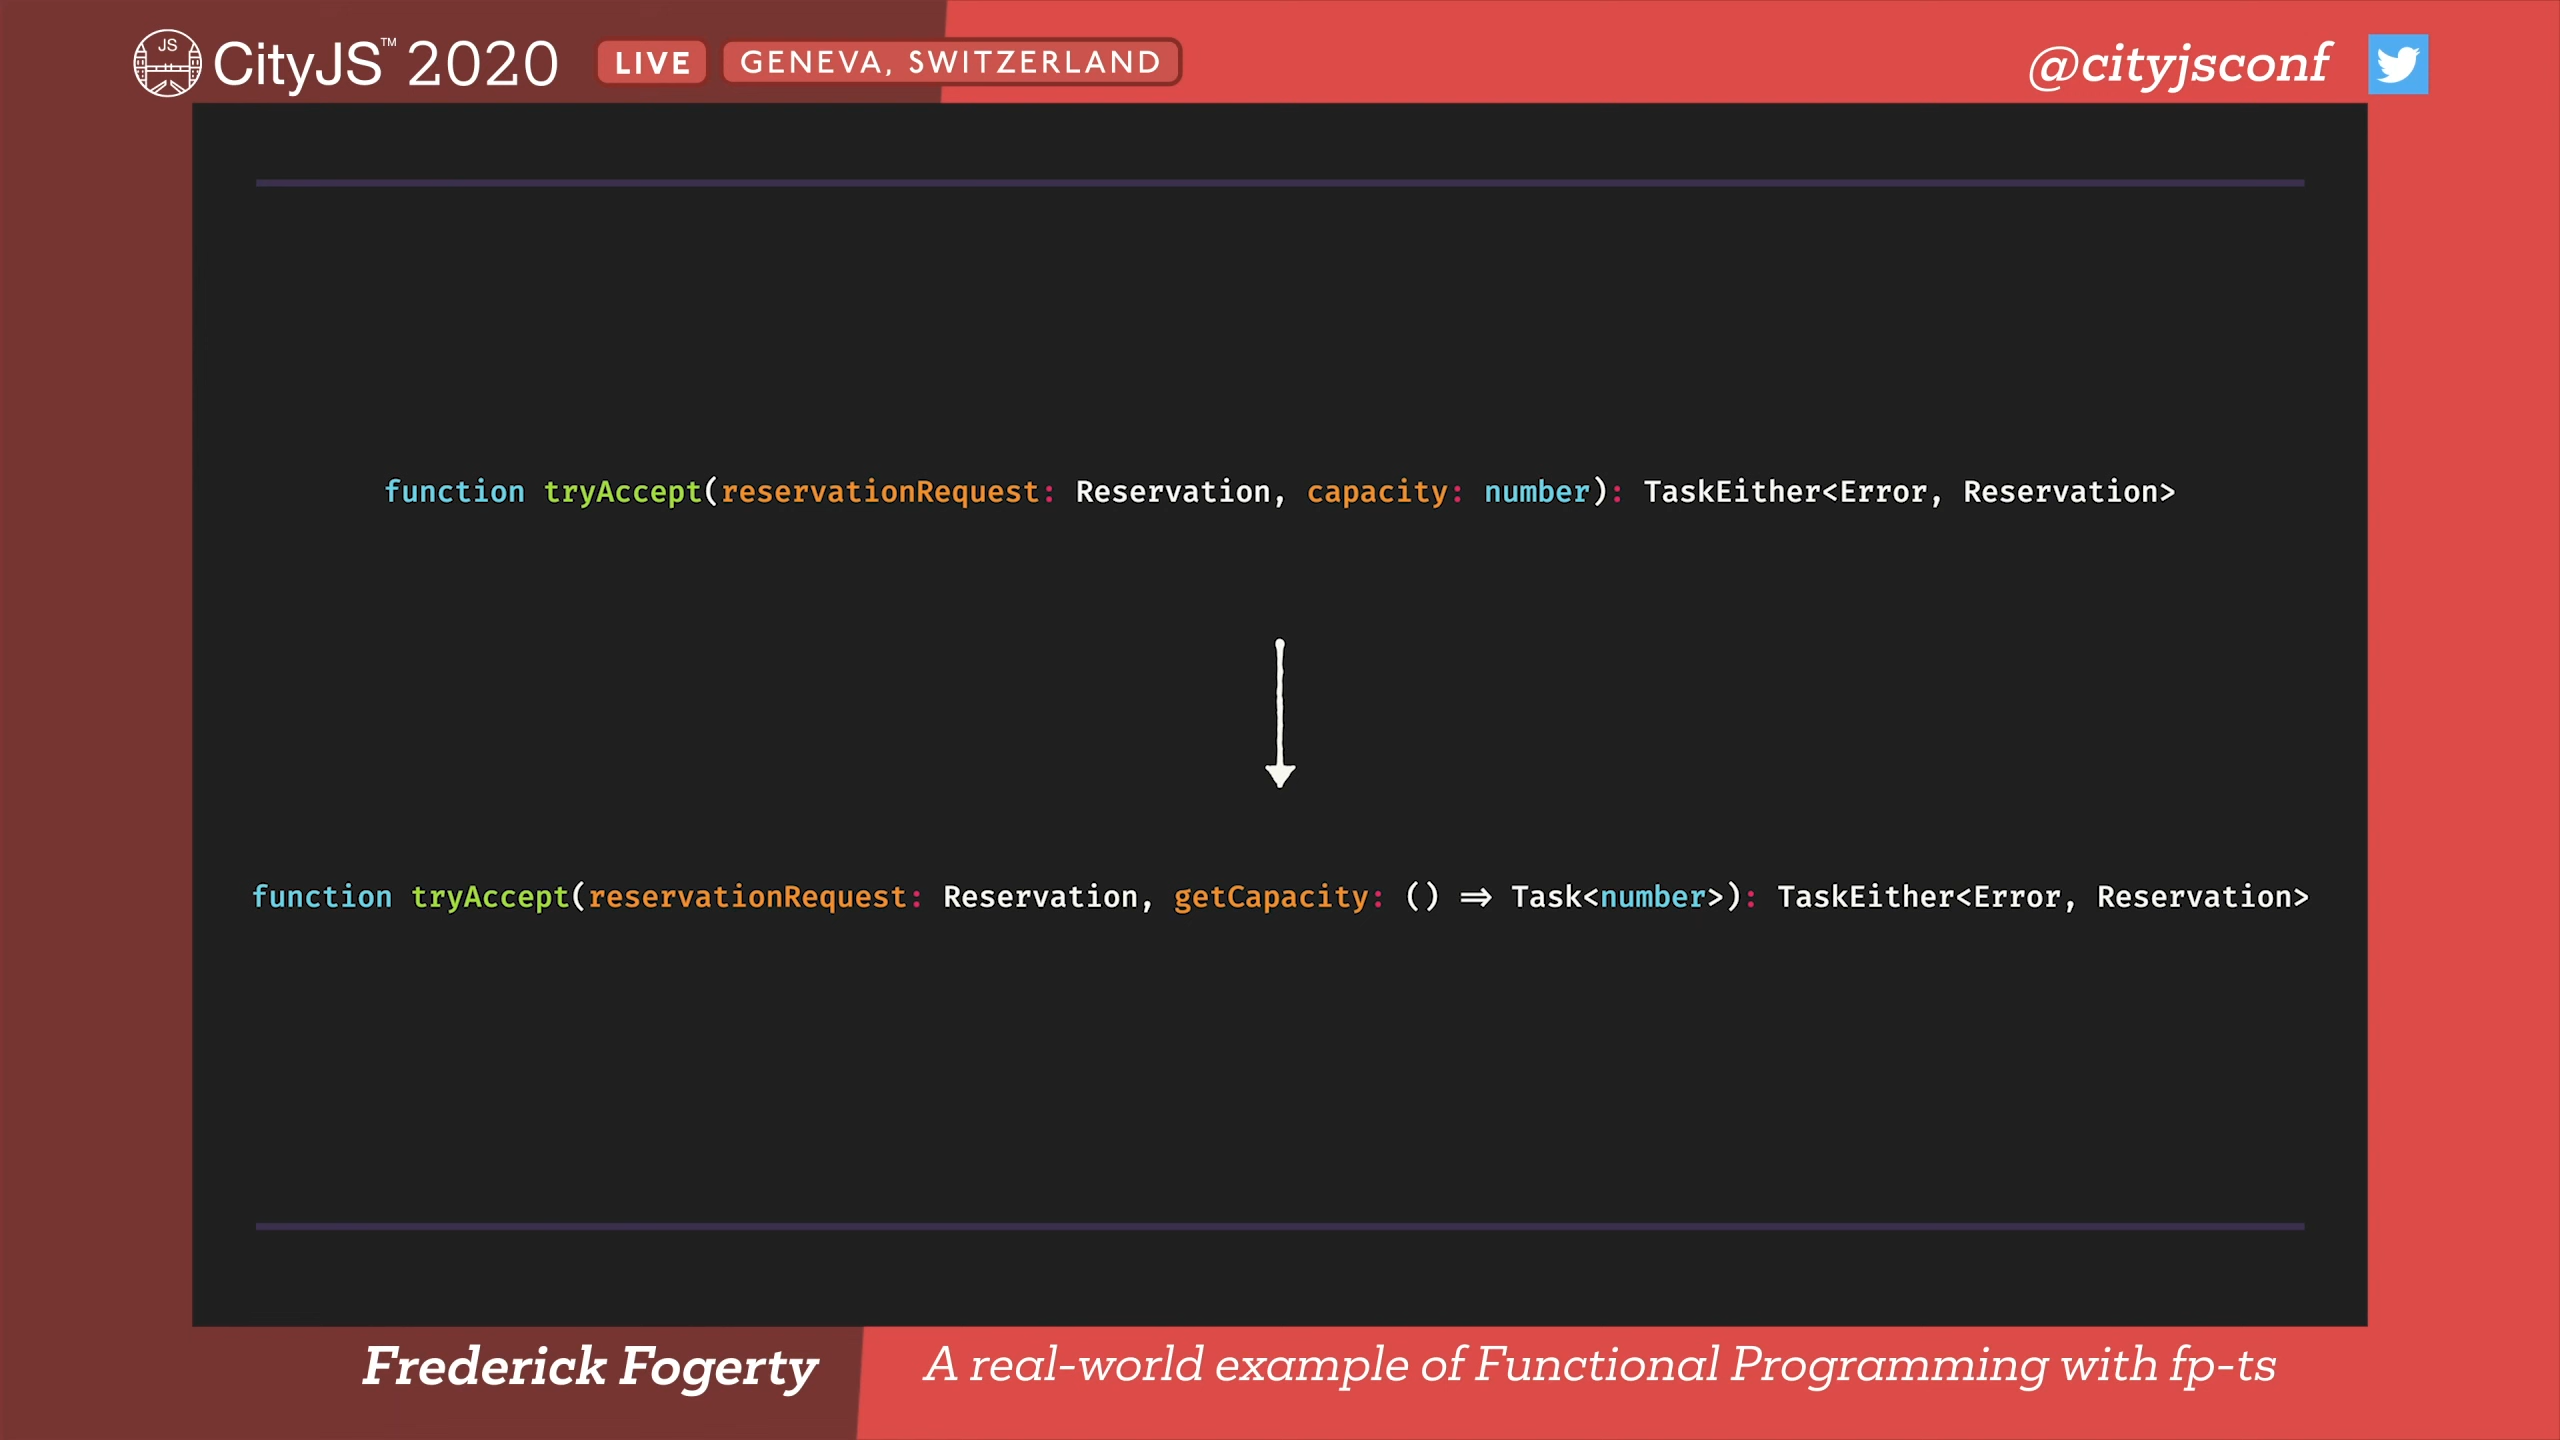 JS
CityJS™ 2020
LIVE
GENEVA, SWITZERLAND
@cityjsconf
function tryAccept(reservationRequest: Reservation, capacity: number): TaskEither<Error, Reservation>
function tryAccept(reservationRequest: Reservation, getCapacity: () => Task<number>): TaskEither<Error, Reservation>
Frederick Fogerty
A real-world example of Functional Programming with fp-ts